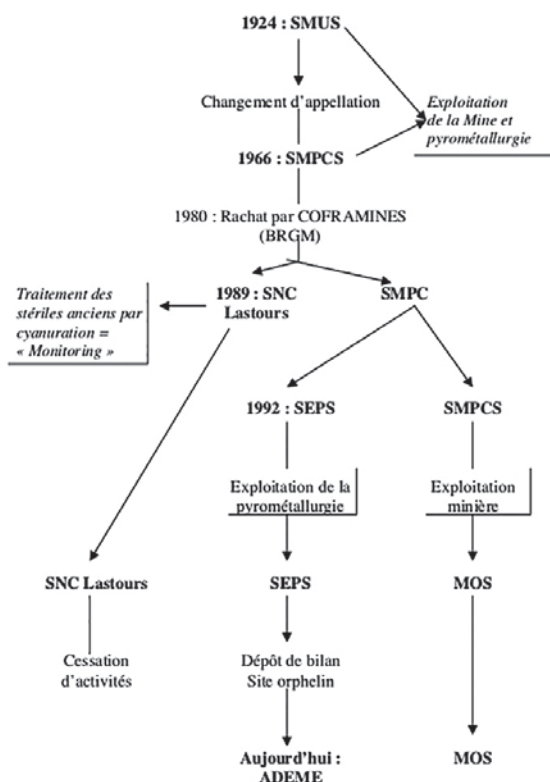 1924 : SMUS
Changement d'appellation
Exploitation
de la Mine et
pyrométallurgie
1966 : SMPCS
1980 : Rachat par COFRAMINES
(BRGM)
Traitement des
stériles anciens par
cyanuration =
« Monitoring »
1989 : SNC
Lastours
SMPC
1992 : SEPS
SMPCS
Exploitation de la
pyrométallurgie
Exploitation
minière
SNC Lastours
SEPS
MOS
Cessation
d'activités
Dépôt de bilan
Site orphelin
Aujourd'hui :
ADEME
MOS